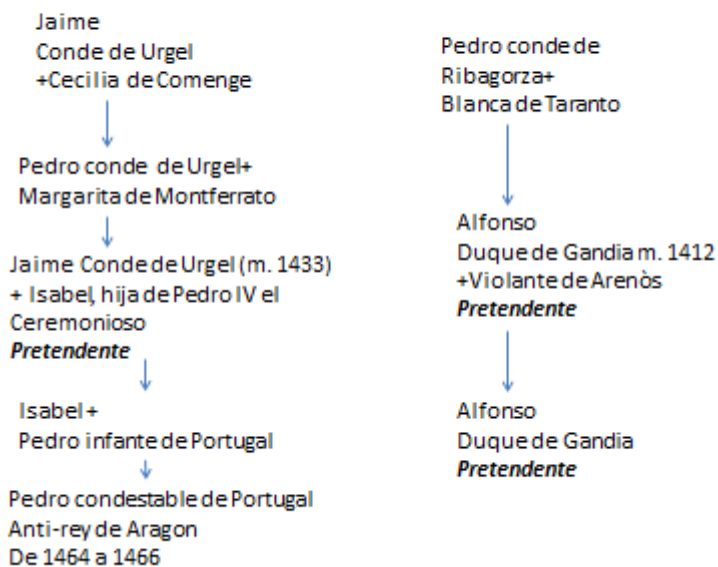 Jaime
Conde de Urgel
+Cecilia de Comenge
Pedro conde de Urgel+
Margarita de Montferrato
Jaime Conde de Urgel (m. 1433)
+ Isabel, hija de Pedro IV el
Ceremonioso
Pretendente
Isabel +
Pedro infante de Portugal
Pedro condestable de Portugal
Anti-rey de Aragon
De 1464 a 1466
Pedro conde de
Ribagorza+
Blanca de Taranto
Alfonso
Duque de Gandia m. 1412
+Violante de Arenòs
Pretendente
Alfonso
Duque de Gandia
Pretendente